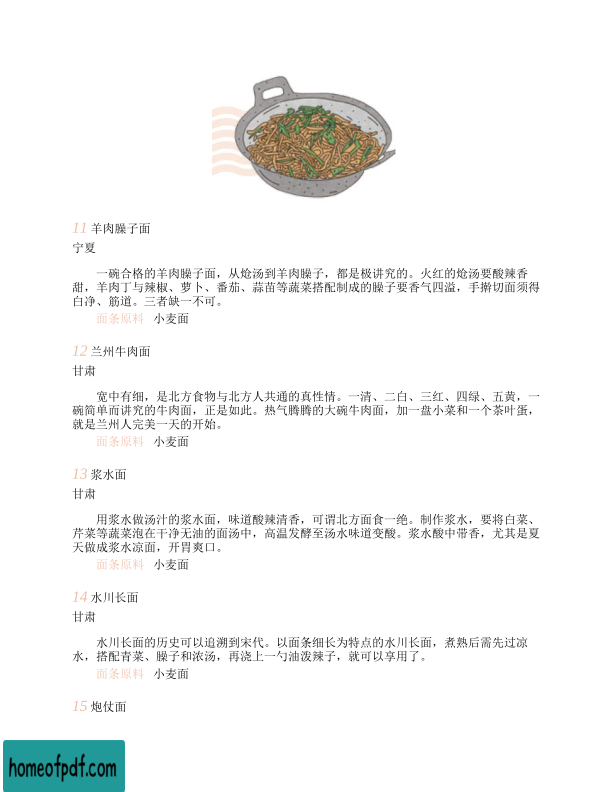 11 羊肉臊子面
宁夏
一碗合格的羊肉臊子面，从炝汤到羊肉臊子，都是极讲究的。火红的炝汤要酸辣香
甜，羊肉丁与辣椒、萝卜、番茄、蒜苗等蔬菜搭配制成的臊子要香气四溢，手擀切面须得
白净、筋道。三者缺一不可。
面条原料 小麦面
12 兰州牛肉面
甘肃
宽中有细，是北方食物与北方人共通的真性情。一清、二白、三红、四绿、五黄，一
碗简单而讲究的牛肉面，正是如此。热气腾腾的大碗牛肉面，加一盘小菜和一个茶叶蛋，
就是兰州人完美一天的开始。
面条原料 小麦面
13 浆水面
甘肃
用浆水做汤汁的浆水面，味道酸辣清香，可谓北方面食一绝。制作浆水，要将白菜、
芹菜等蔬菜泡在干净无油的面汤中，高温发酵至汤水味道变酸。浆水酸中带香，尤其是夏
天做成浆水凉面，开胃爽口。
面条原料 小麦面
14 水川长面
甘肃
水川长面的历史可以追溯到宋代。以面条细长为特点的水川长面，煮熟后需先过凉
水，搭配青菜、臊子和浓汤，再浇上一勺油泼辣子，就可以享用了。
面条原料 小麦面
15 炮仗面
homeofpdf.com